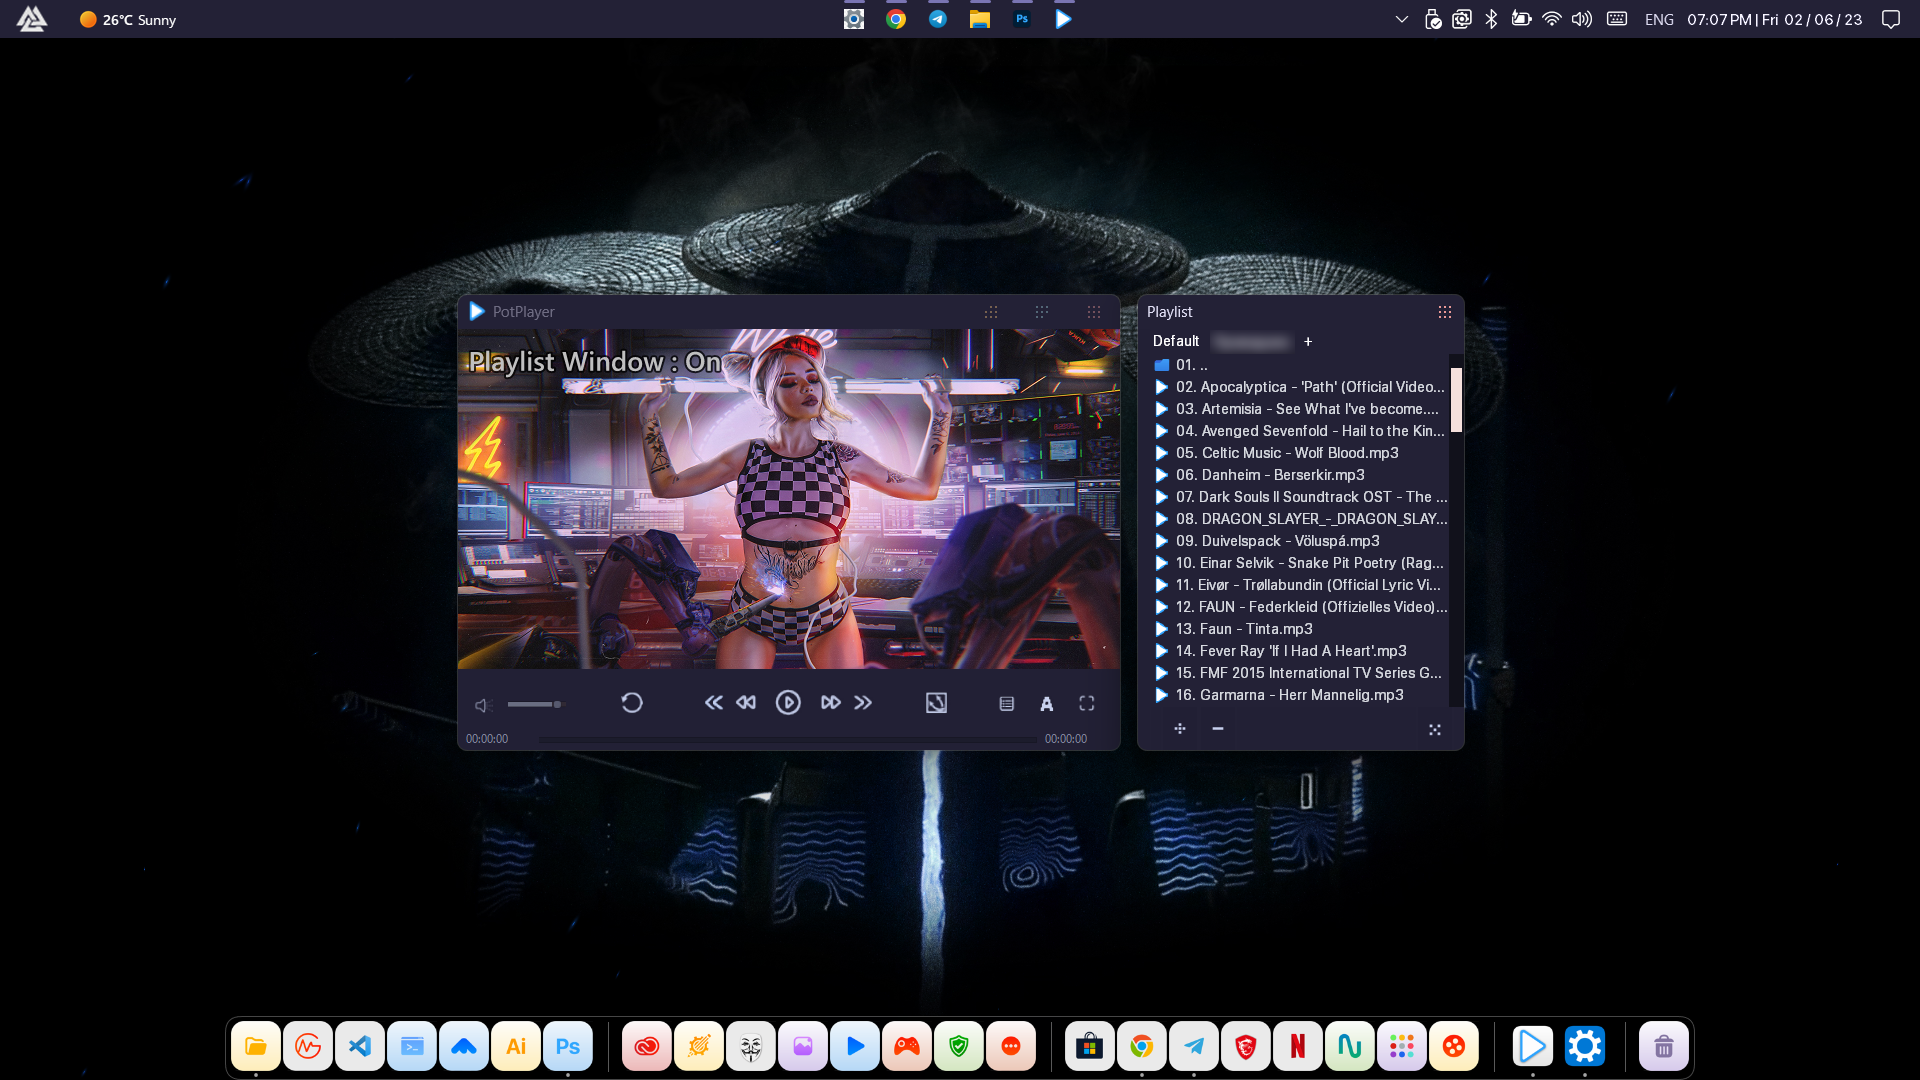 26°C Sunny
Ps
ENG 07:07 PM | Fri 02 / 06 / 23
PotPlayer
Playlist Window : On
Playlist
Default +
01. ..
02. Apocalyptica - 'Path' (Official Video...
03. Artemisia - See What I've become....
04. Avenged Sevenfold - Hail to the Kin...
05. Celtic Music - Wolf Blood.mp3
06. Danheim - Berserkir.mp3
07. Dark Souls II Soundtrack OST - The ...
08. DRAGON_SLAYER_-_DRAGON_SLAY...
09. Duivelspack - Völuspá.mp3
10. Einar Selvik - Snake Pit Poetry (Rag...
11. Eivør - Trøllabundin (Official Lyric Vi...
12. FAUN - Federkleid (Offizielles Video)...
13. Faun - Tinta.mp3
14. Fever Ray 'If I Had A Heart'.mp3
15. FMF 2015 International TV Series G...
16. Garmarna - Herr Mannelig.mp3
A
00:00:00
00:00:00
Ai
Ps
N